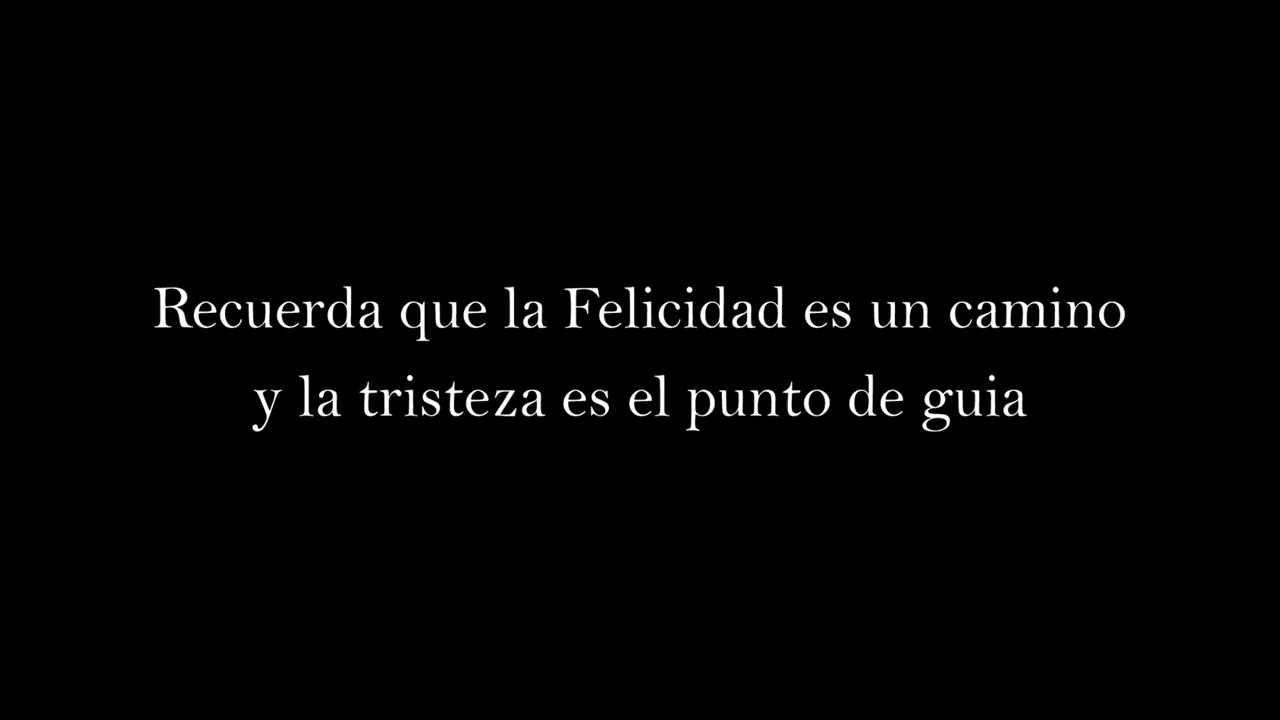 Recuerda que la Felicidad es un camino
y la tristeza es el punto de guia